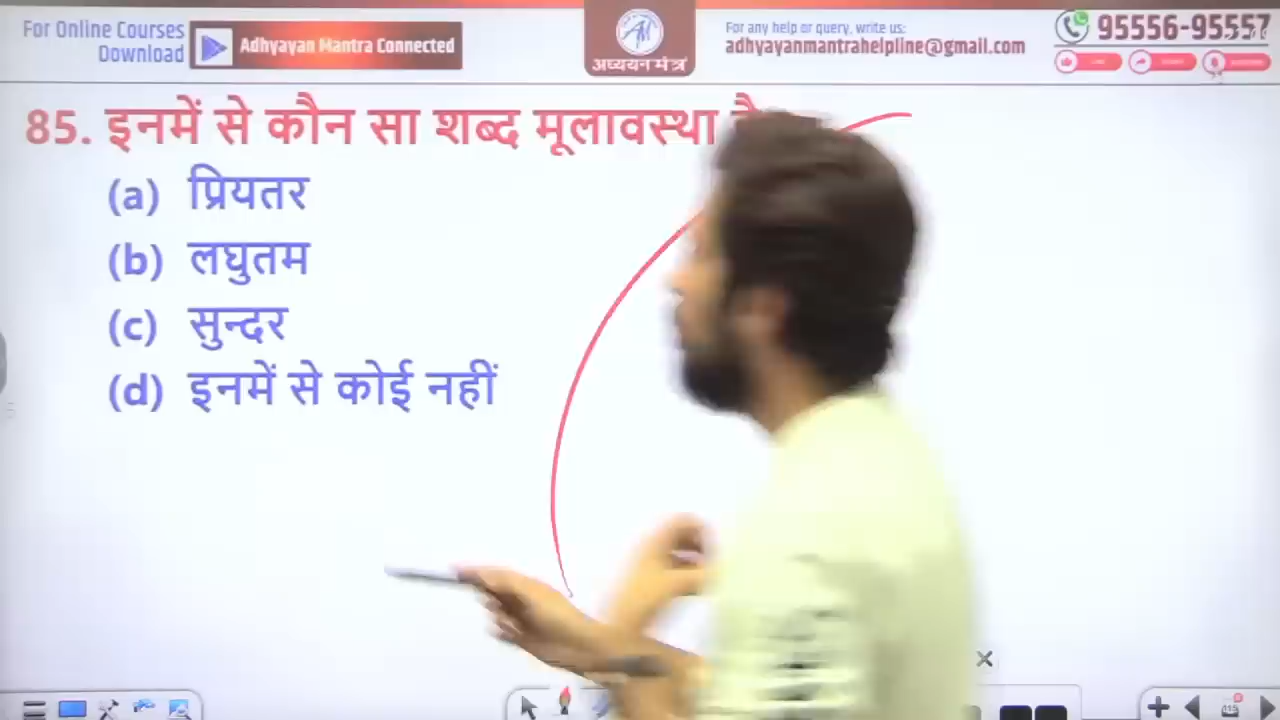 For Online Courses
Download
Adhyayan Mantra Connected
अध्ययन मंत्र
For any help or query, write us:
adhyayanmantrahelpline@gmail.com
95556-95557
85. इनमें से कौन सा शब्द मूलावस्था
(a) प्रियतर
(b) लघुतम
(c) सुन्दर
(d) इनमें से कोई नहीं